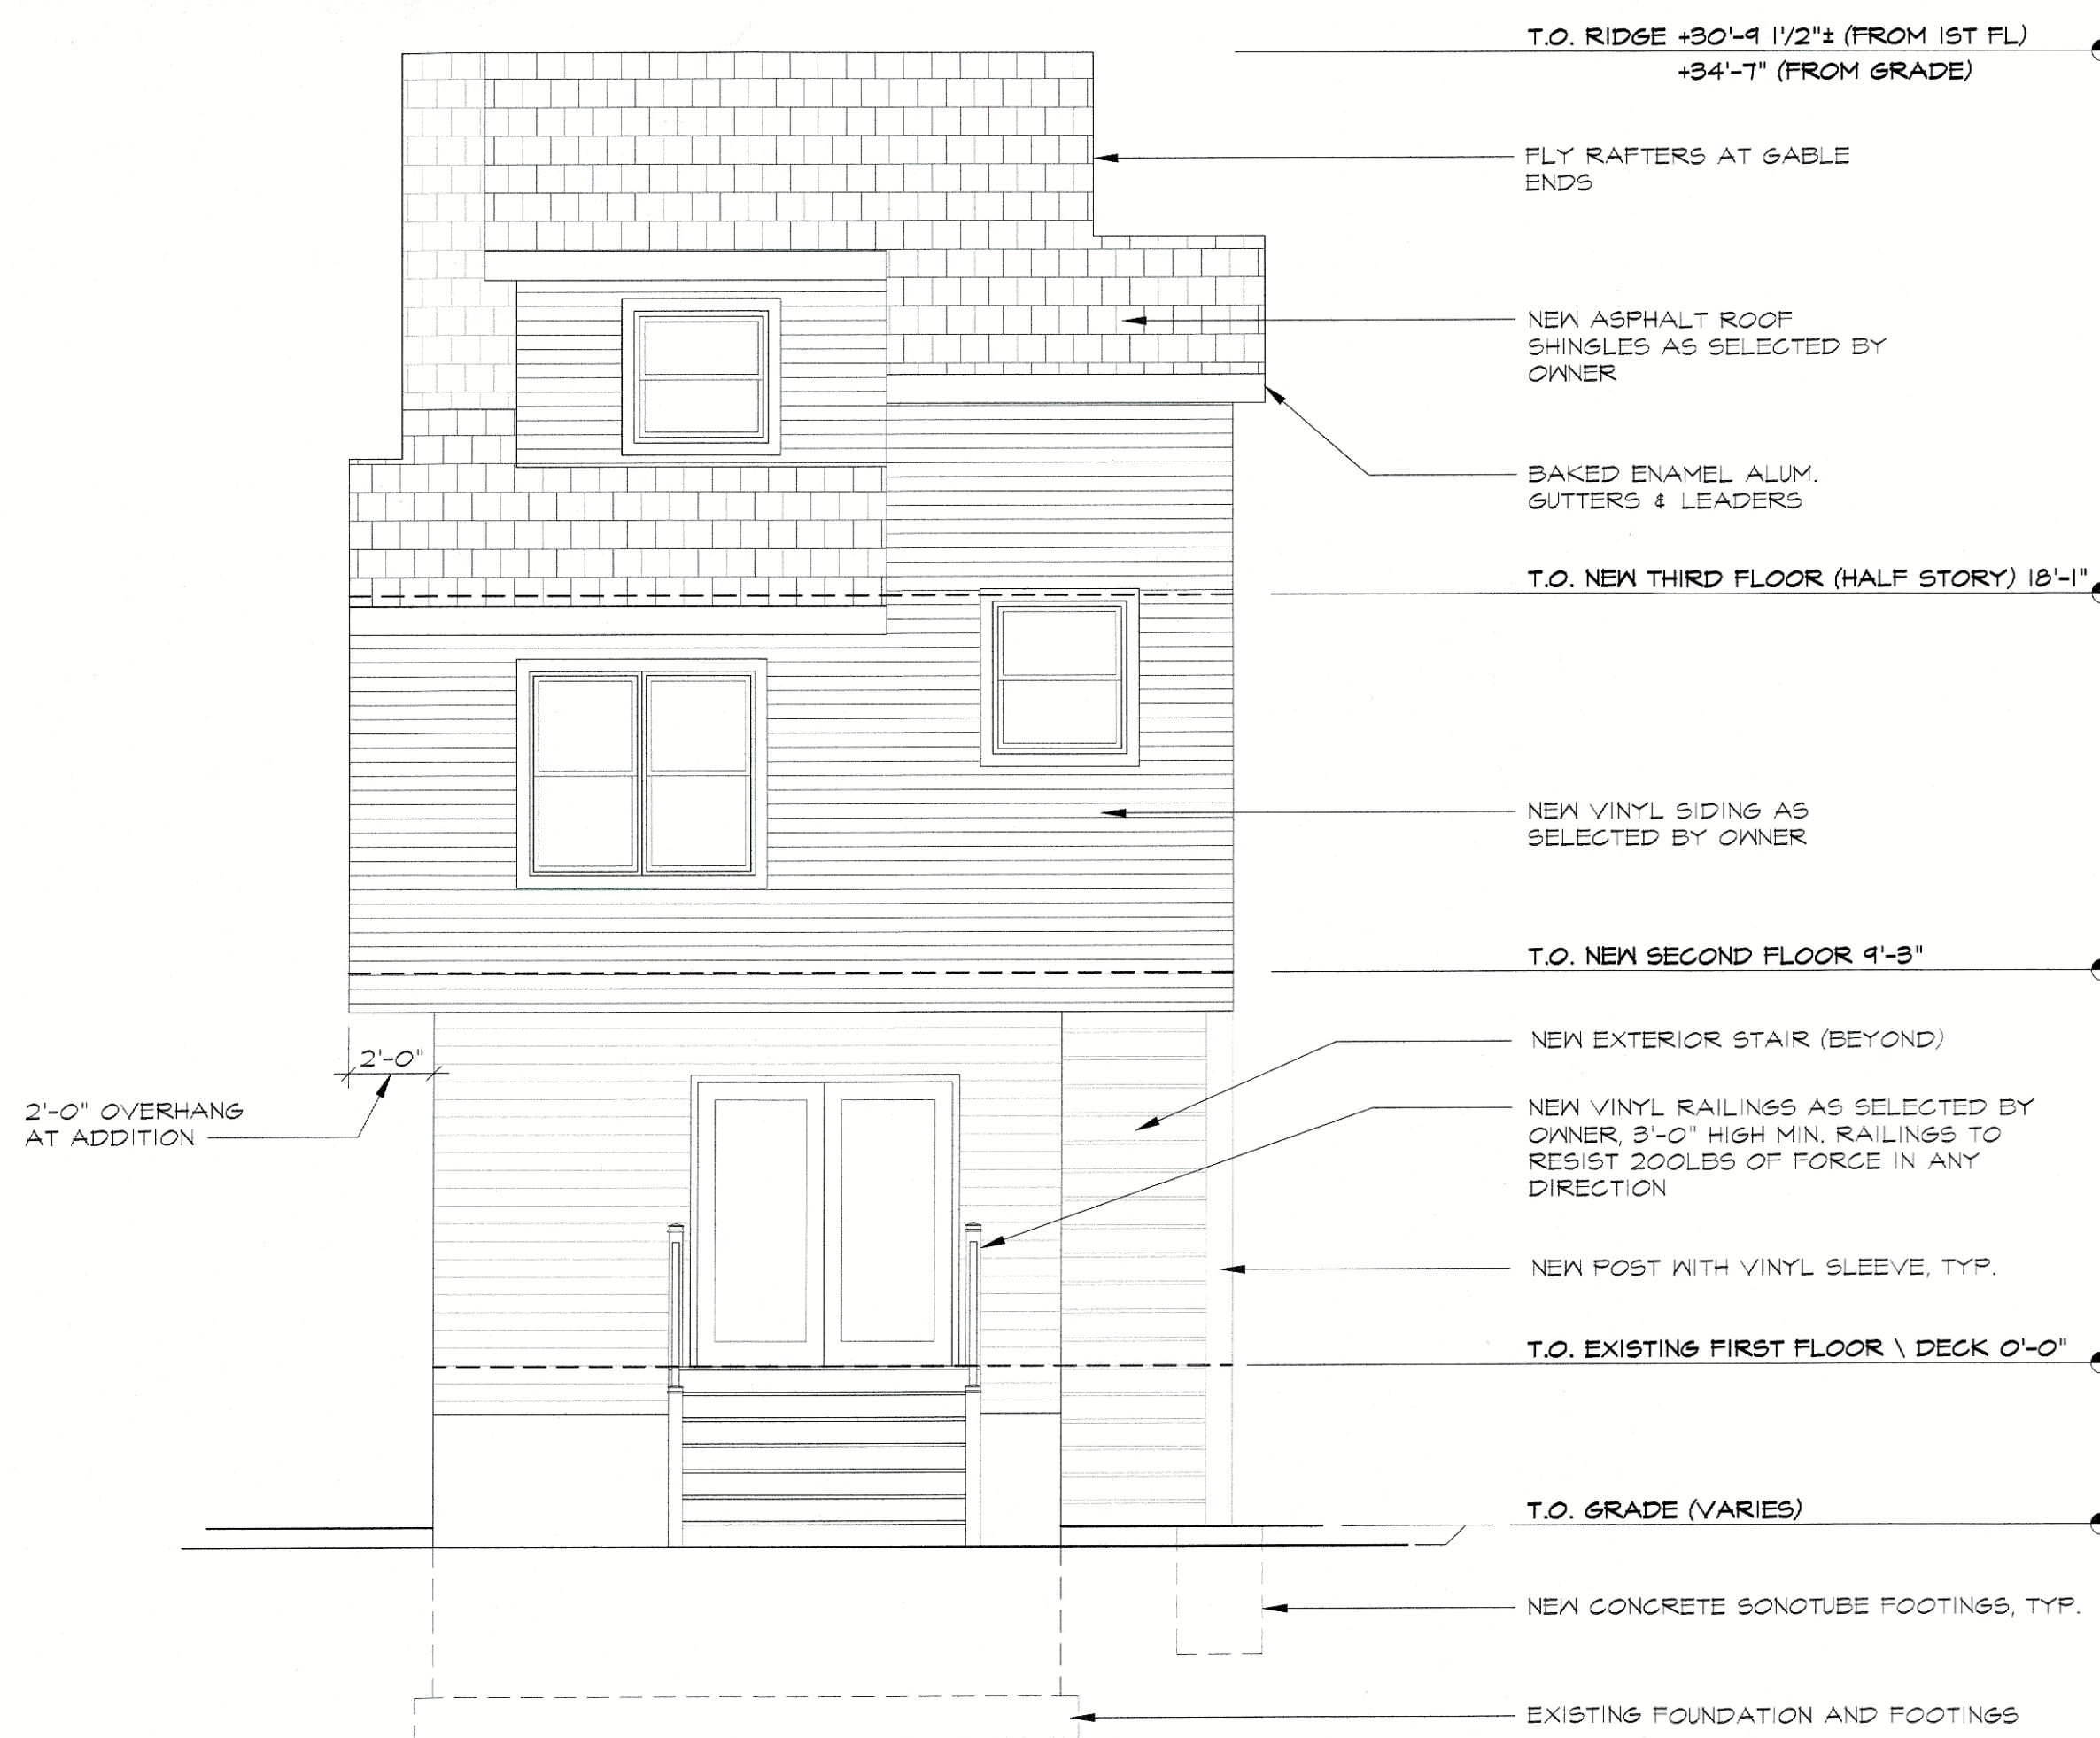 T.O. RIDGE +30'-9 1'/2"± (FROM 1ST FL)
+34'-7" (FROM GRADE)
FLY RAFTERS AT GABLE
ENDS
NEW ASPHALT ROOF
SHINGLES AS SELECTED BY
OWNER
BAKED ENAMEL ALUM.
GUTTERS & LEADERS
T.O. NEW THIRD FLOOR (HALF STORY) 18'-1"
NEW VINYL SIDING AS
SELECTED BY OWNER
T.O. NEW SECOND FLOOR 9'-3"
NEW EXTERIOR STAIR (BEYOND)
2'-0"
2'-0" OVERHANG
AT ADDITION
NEW VINYL RAILINGS AS SELECTED BY
OWNER, 3'-0" HIGH MIN. RAILINGS TO
RESIST 200LBS OF FORCE IN ANY
DIRECTION
NEW POST WITH VINYL SLEEVE, TYP.
T.O. EXISTING FIRST FLOOR \ DECK 0'-0"
T.O. GRADE (VARIES)
NEW CONCRETE SONOTUBE FOOTINGS, TYP.
EXISTING FOUNDATION AND FOOTINGS